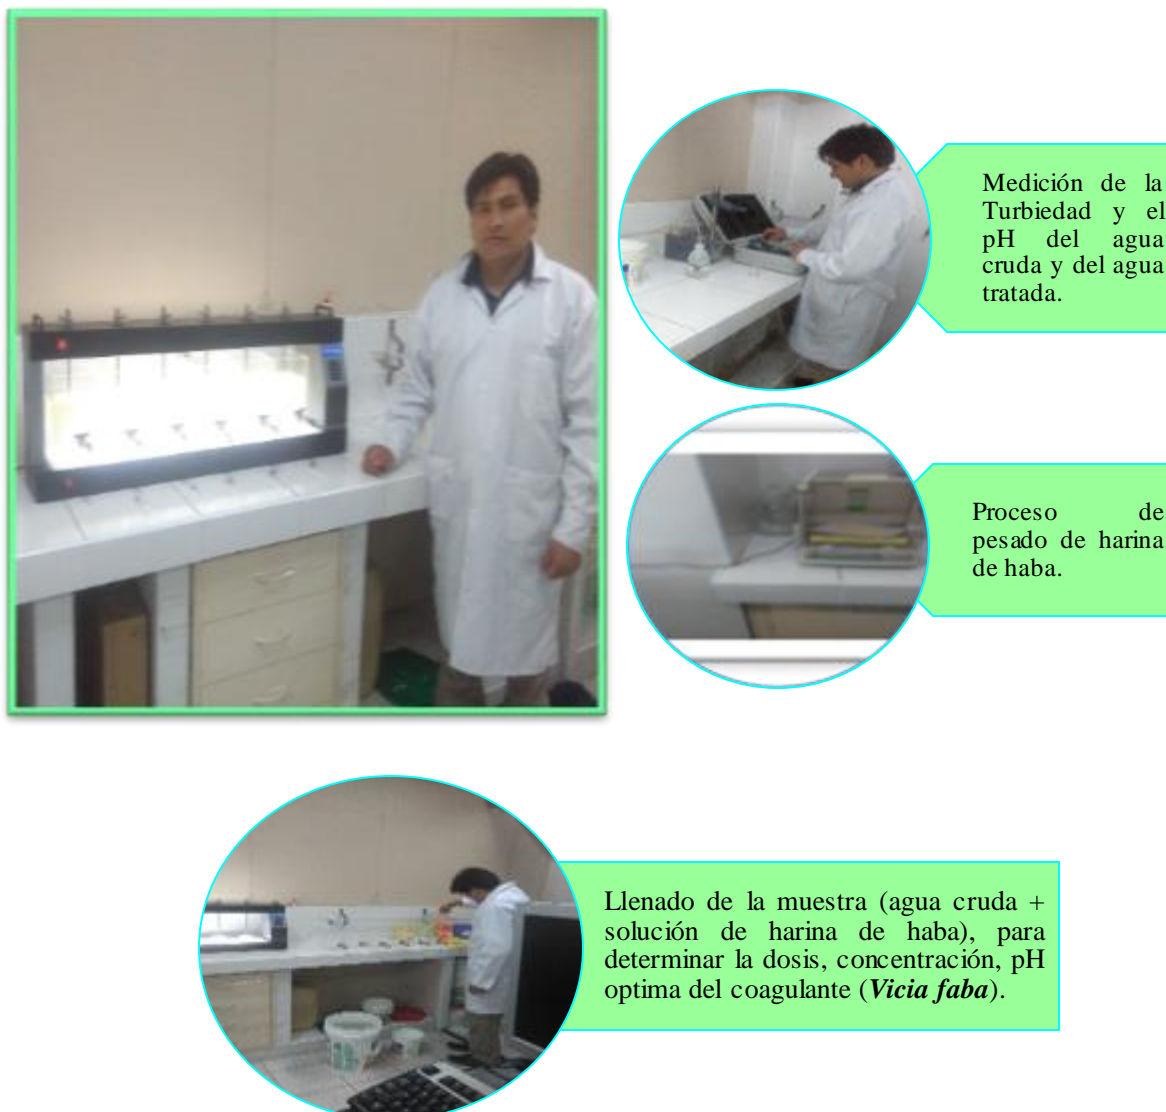 Medición de la
Turbiedad y el
pH del agua
cruda y del agua
tratada.
Proceso de
pesado de harina
de haba.
Llenado de la muestra (agua cruda +
solución de harina de haba), para
determinar la dosis, concentración, pH
optima del coagulante (Vicia faba).